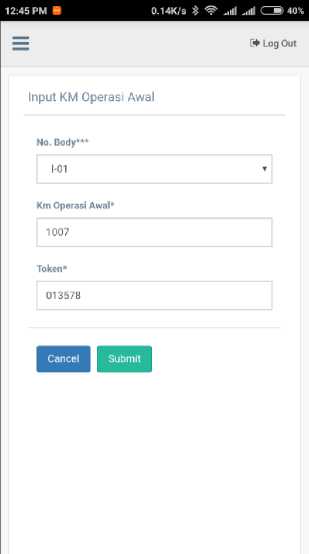 12:45 PM 0.14K/s 40%
Log Out
Input KM Operasi Awal
No. Body***
I-01
Km Operasi Awal*
1007
Token*
013578
Cancel Submit